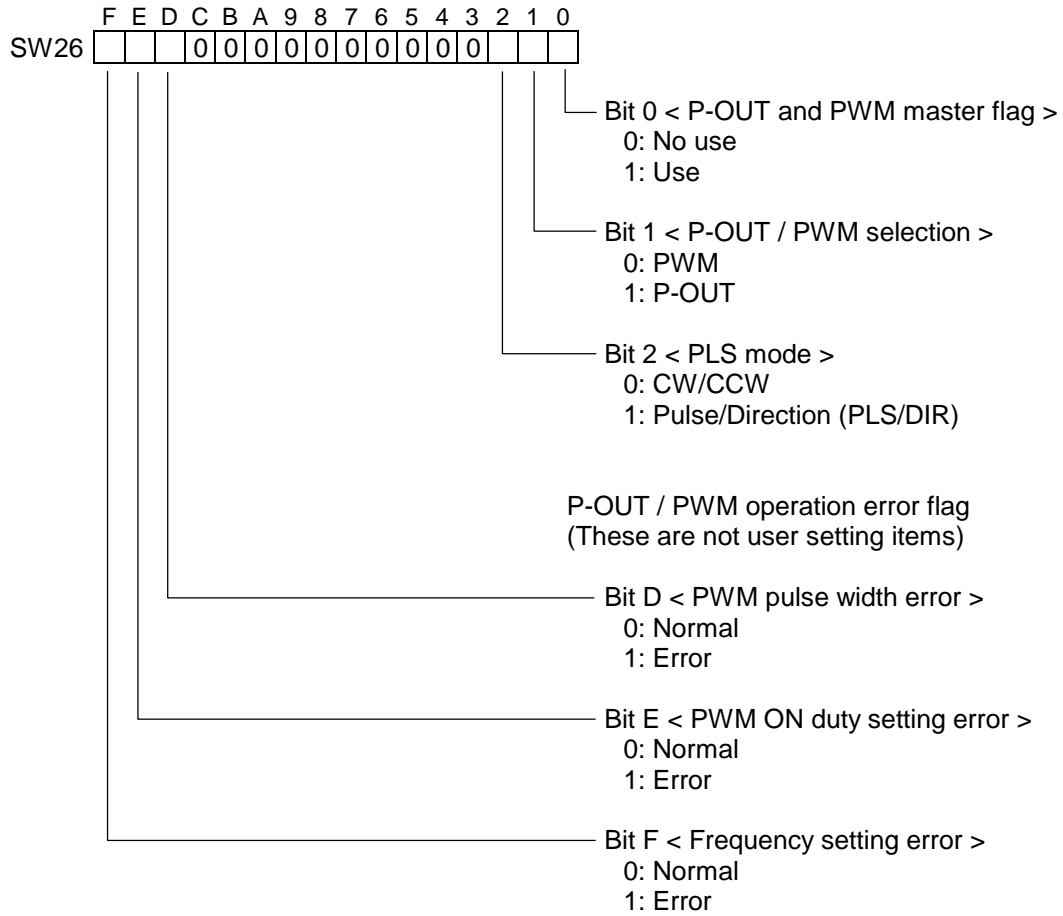 F E D C B A 9 8 7 6 5 4 3 2 1 0
SW26 0 0 0 0 0 0 0 0 0 0
Bit 0 < P-OUT and PWM master flag >
0: No use
1: Use
Bit 1 < P-OUT / PWM selection >
0: PWM
1: P-OUT
Bit 2 < PLS mode >
0: CW/CCW
1: Pulse/Direction (PLS/DIR)
P-OUT / PWM operation error flag
(These are not user setting items)
Bit D < PWM pulse width error >
0: Normal
1: Error
Bit E < PWM ON duty setting error >
0: Normal
1: Error
Bit F < Frequency setting error >
0: Normal
1: Error